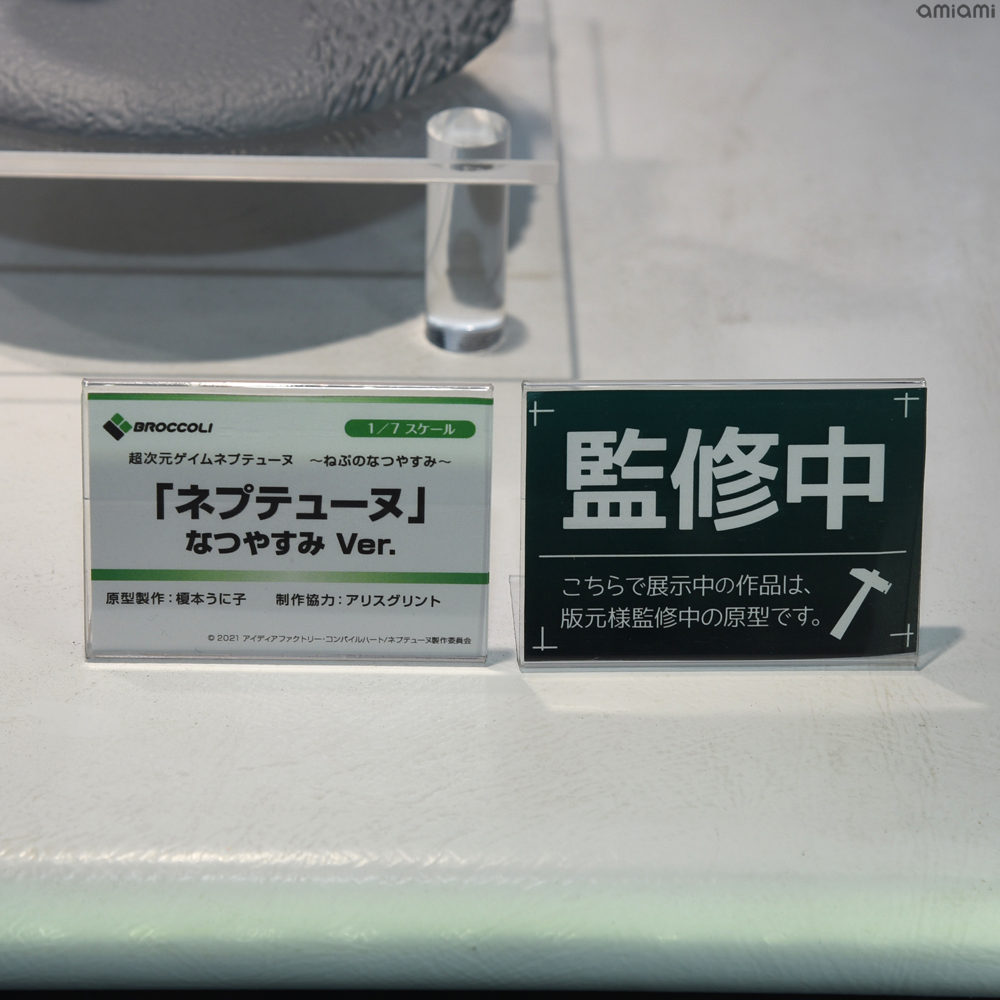 amiami
BROCCOLI
1/7 スケール
超次元ゲイムネプテューヌ ～ねぷのなつやすみ～
「ネプテューヌ」
なつやすみ Ver.
原型製作：榎本うに子 制作協力：アリスグリント
© 2021 アイディアファクトリー・コンパイルハート/ネプテューヌ製作委員会
監修中
こちらで展示中の作品は、
版元様監修中の原型です。